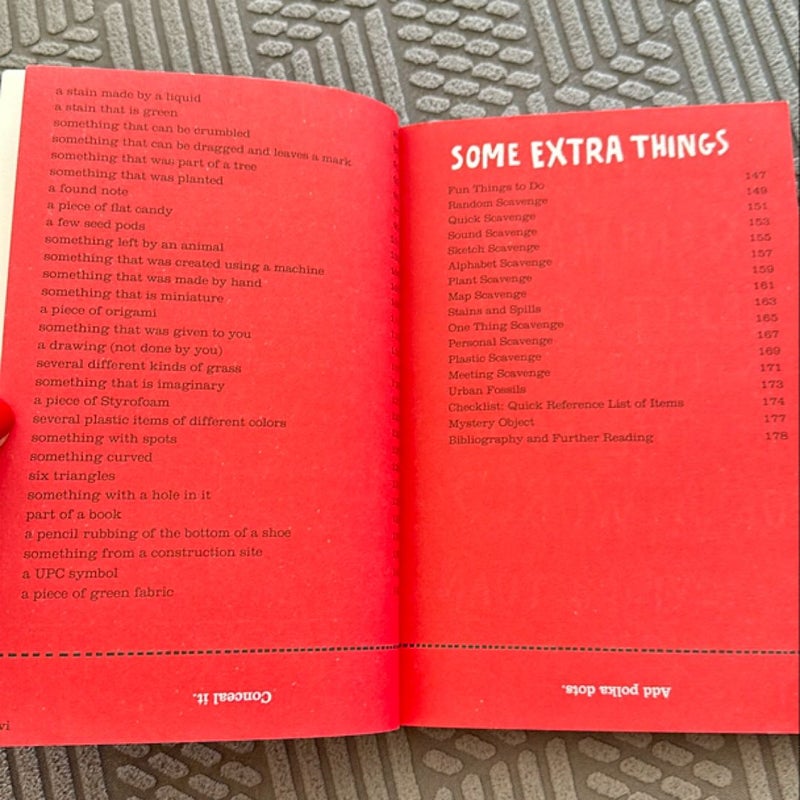 a stain made by a liquid
a stain that is green
something that can be crumbled
something that can be dragged and leaves a mark
something that was part of a tree
something that was planted
a found note
a piece of flat candy
a few seed pods
something left by an animal
something that was created using a machine
something that was made by hand
something that is miniature
a piece of origami
something that was given to you
a drawing (not done by you)
several different kinds of grass
something that is imaginary
a piece of Styrofoam
several plastic items of different colors
something with spots
something curved
six triangles
something with a hole in it
part of a book
a pencil rubbing of the bottom of a shoe
something from a construction site
a UPC symbol
a piece of green fabric
Conceal it.
vi
SOME EXTRA THINGS
Fun Things to Do 147
Random Scavenge 149
Quick Scavenge 151
Sound Scavenge 153
Sketch Scavenge 155
Alphabet Scavenge 157
Plant Scavenge 159
Map Scavenge 161
Stains and Spills 163
One Thing Scavenge 165
Personal Scavenge 167
Plastic Scavenge 169
Meeting Scavenge 171
Urban Fossils 173
Checklist: Quick Reference List of Items 174
Mystery Object 177
Bibliography and Further Reading 178
Add polka dots.